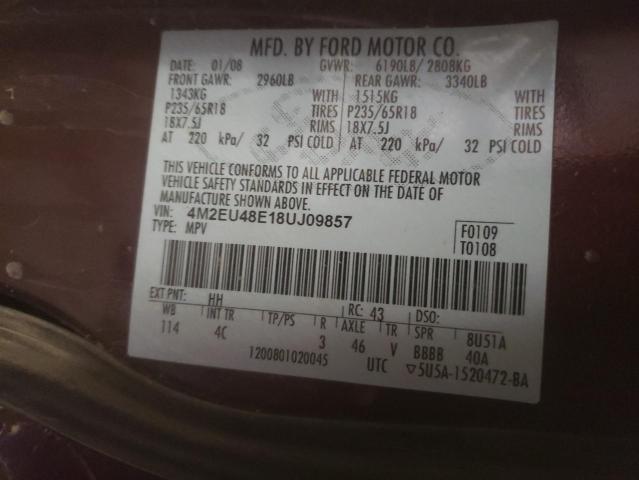 MFD. BY FORD MOTOR CO.
DATE: 01/08 GVWR: 6190LB/ 2808KG
FRONT GAWR: 2960LB REAR GAWR: 3340LB
1343KG WITH 1515KG WITH
P235/65R18 TIRES P235/65R18 TIRES
18X7.5J RIMS 18X7.5J RIMS
AT 220 kPa/ 32 PSI COLD AT 220 kPa/ 32 PSI COLD
THIS VEHICLE CONFORMS TO ALL APPLICABLE FEDERAL MOTOR
VEHICLE SAFETY STANDARDS IN EFFECT ON THE DATE OF
MANUFACTURE SHOWN ABOVE.
VIN: 4M2EU48E18UJ09857 F0109
TYPE: MPV T0108
EXT PNT: HH RC: 43 DSO:
WB INT TR TP/PS R AXLE TR SPR 8U51A
114 4C 3 46 V BBBB 40A
1200801020045 UTC ▽5U5A-1520472-BA